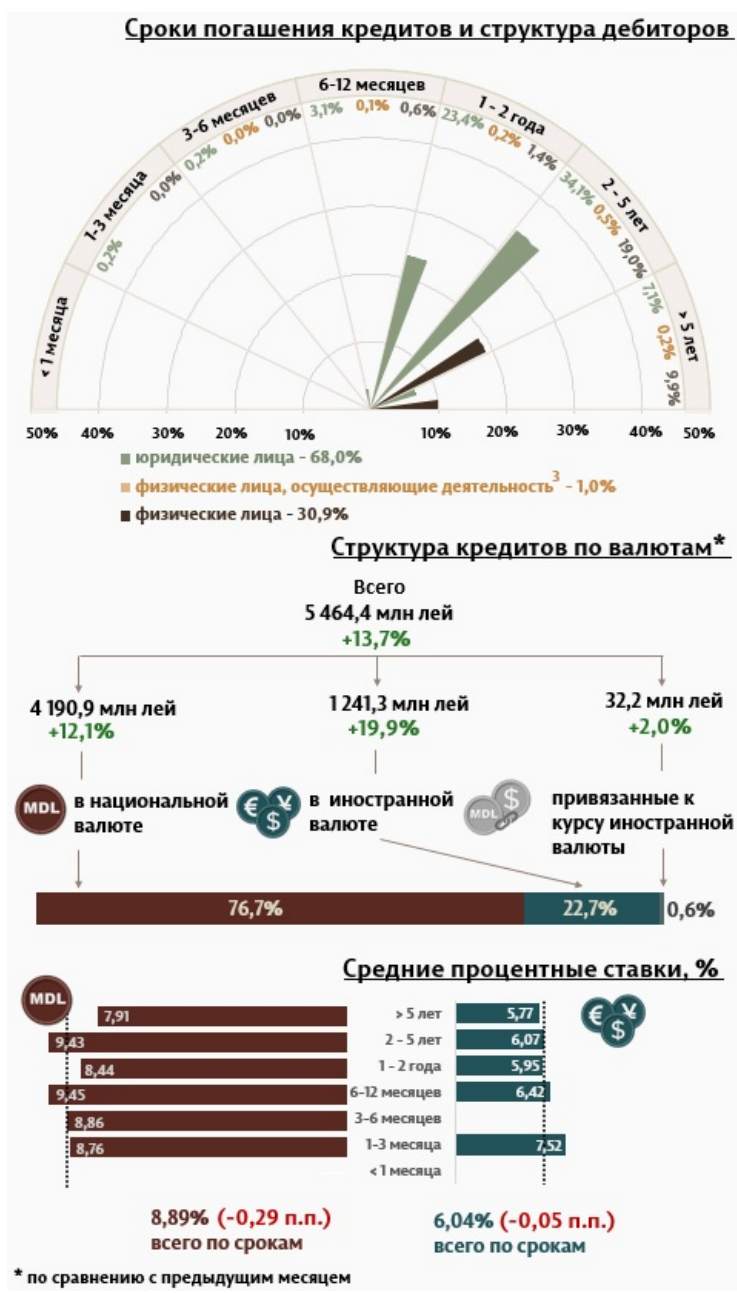 Сроки погашения кредитов и структура дебиторов
< 1 месяца
1-3 месяца
0,2%
3-6 месяцев
0,0% 0,2% 0,0% 0,0%
6-12 месяцев
3,1% 0,1% 0,6%
1 - 2 года
23,4% 0,2% 1,4%
2 - 5 лет
34,1% 0,5% 19,0%
> 5 лет
7,1% 0,2% 9,9%
50% 40% 30% 20% 10% 10% 20% 30% 40% 50%
юридические лица - 68,0%
физические лица, осуществляющие деятельность3 - 1,0%
физические лица - 30,9%
Структура кредитов по валютам*
Всего
5 464,4 млн лей
+13,7%
4 190,9 млн лей
+12,1%
1 241,3 млн лей
+19,9%
32,2 млн лей
+2,0%
MDL
в национальной
валюте
€ ¥ $
в иностранной
валюте
MDL $
привязанные к
курсу иностранной
валюты
76,7% 22,7% 0,6%
Средние процентные ставки, %
MDL
€ ¥ $
7,91 > 5 лет 5,77
9,43 2 - 5 лет 6,07
8,44 1 - 2 года 5,95
9,45 6-12 месяцев 6,42
8,86 3-6 месяцев
8,76 1-3 месяца 7,52
< 1 месяца
8,89% (-0,29 п.п.)
всего по срокам
6,04% (-0,05 п.п.)
всего по срокам
* по сравнению с предыдущим месяцем